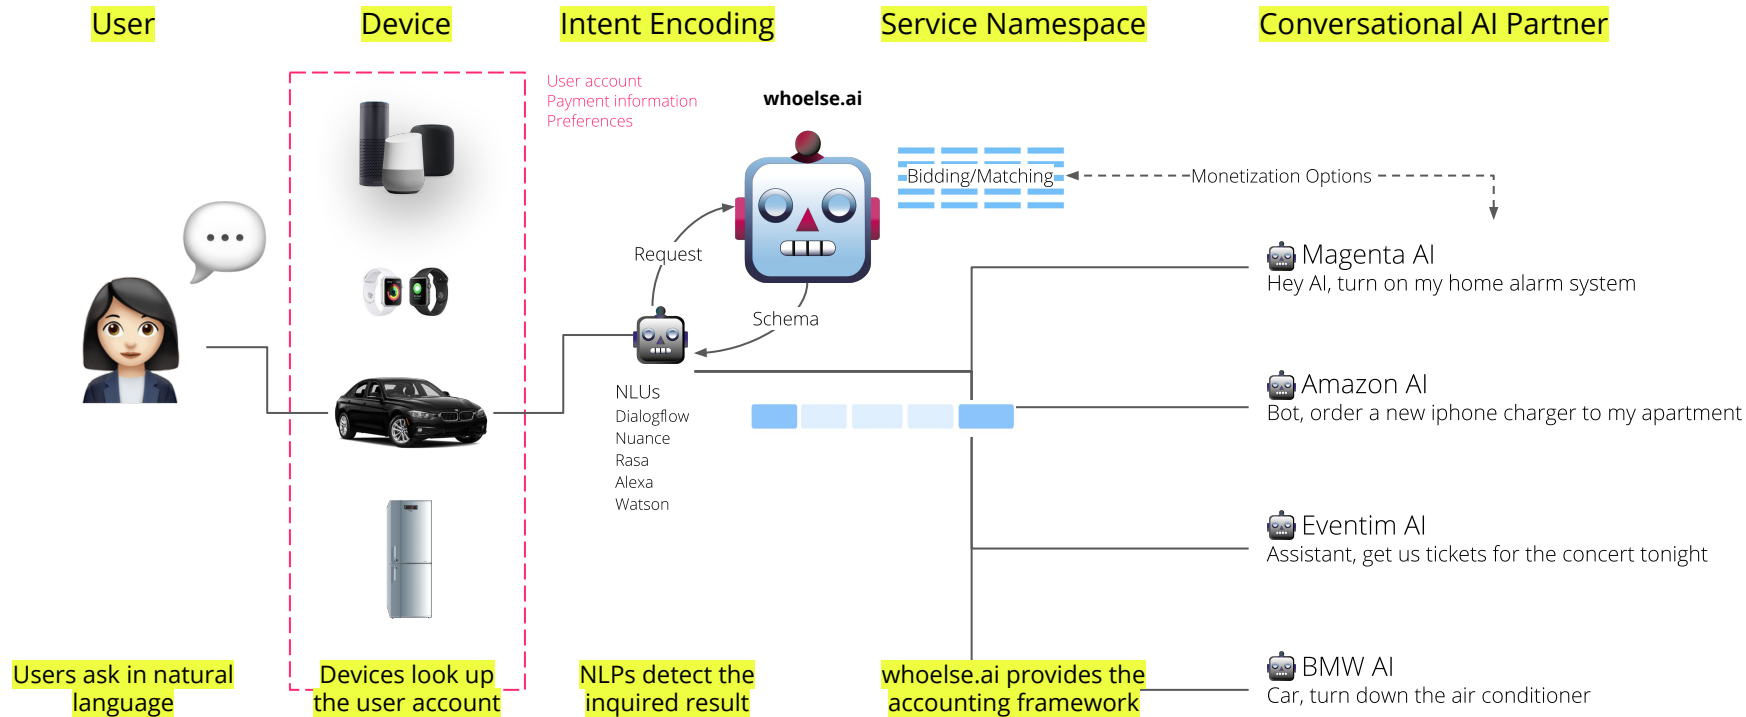 User
Device
Intent Encoding
Service Namespace
Conversational AI Partner
User account
Payment information
Preferences
whoelse.ai
Bidding/Matching
Monetization Options
Request
Schema
NLUs
Dialogflow
Nuance
Rasa
Alexa
Watson
Magenta AI
Hey AI, turn on my home alarm system
Amazon AI
Bot, order a new iphone charger to my apartment
Eventim AI
Assistant, get us tickets for the concert tonight
BMW AI
Car, turn down the air conditioner
Users ask in natural
language
Devices look up
the user account
NLPs detect the
inquired result
whoelse.ai provides the
accounting framework